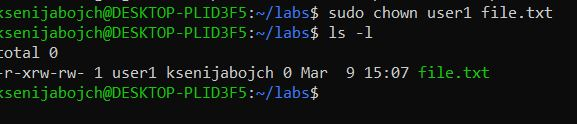 ksenijabojch@DESKTOP-PLID3F5:~/labs$ sudo chown user1 file.txt
ksenijabojch@DESKTOP-PLID3F5:~/labs$ ls -l
total 0
-r-xrw-rw- 1 user1 ksenijabojch 0 Mar  9 15:07 file.txt
ksenijabojch@DESKTOP-PLID3F5:~/labs$